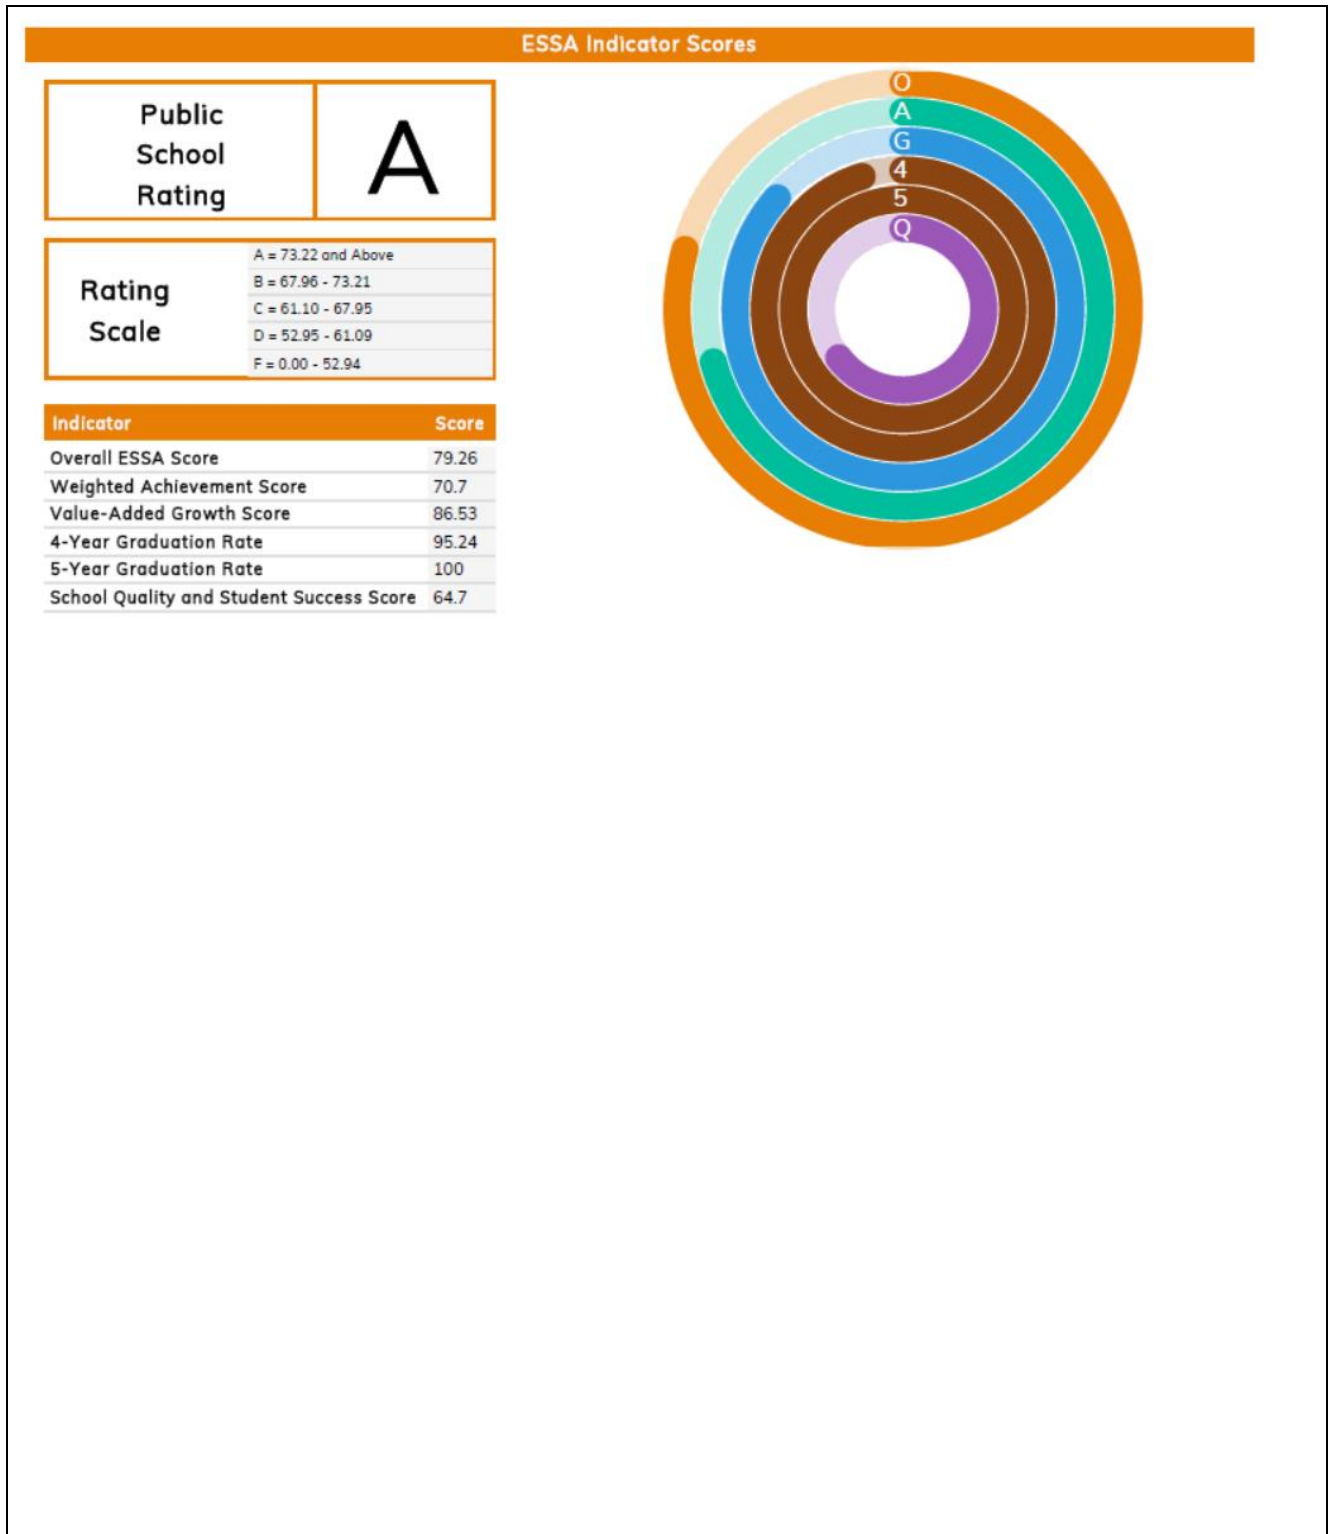 ESSA Indicator Scores
Public
School
Rating
A
Rating
Scale
A = 73.22 and Above
B = 67.96 - 73.21
C = 61.10 - 67.95
D = 52.95 - 61.09
F = 0.00 - 52.94
Indicator Score
Overall ESSA Score 79.26
Weighted Achievement Score 70.7
Value-Added Growth Score 86.53
4-Year Graduation Rate 95.24
5-Year Graduation Rate 100
School Quality and Student Success Score 64.7
O
A
G
4
5
Q